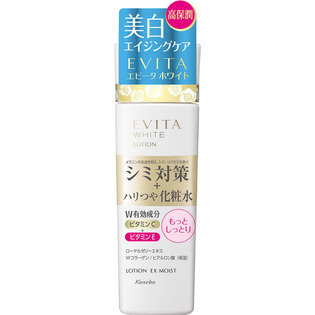 美白
高保潤
エイジングケア
EVITA
エビータ ホワイト
EVITA
WHITE
LOTION
シミ対策
+
ハリつや化粧水
W有効成分
ビタミンC
+
ビタミンE
もっと
しっとり
ローヤルゼリーエキス
Wコラーゲン/ヒアルロン酸(保湿)
LOTION EX MOIST
Kanebo